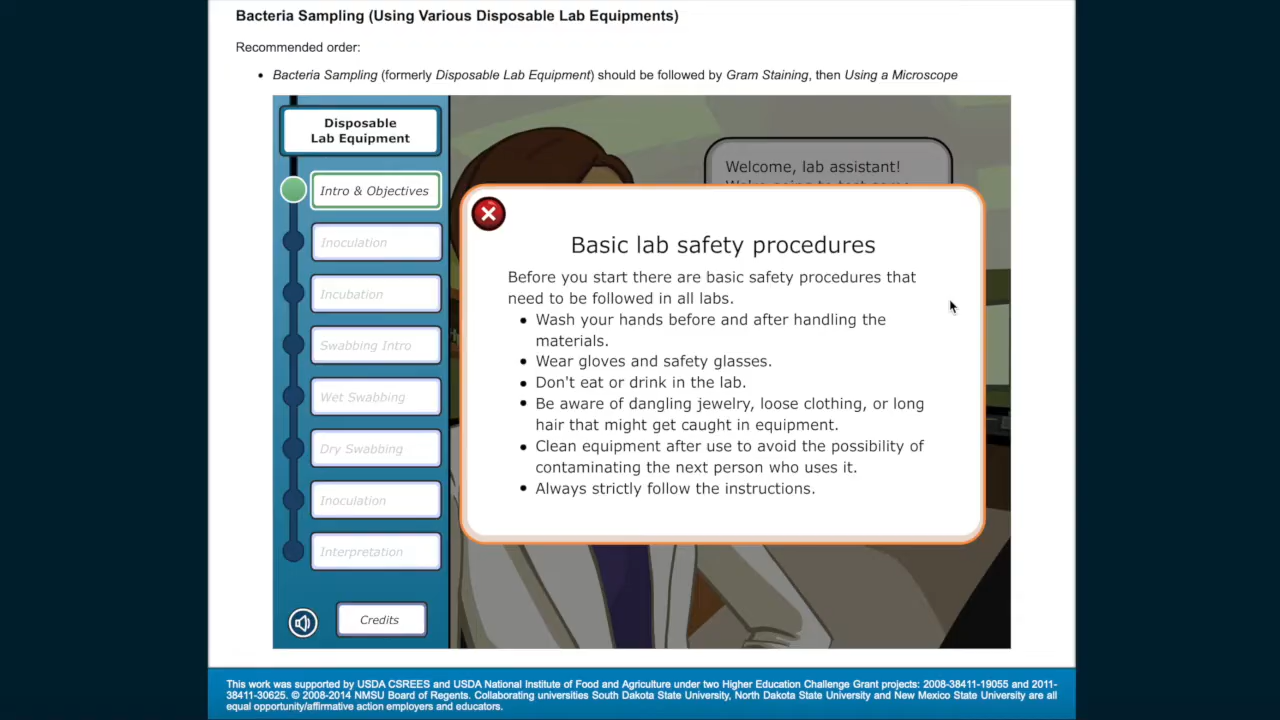 Bacteria Sampling (Using Various Disposable Lab Equipments)
Recommended order:
• Bacteria Sampling (formerly Disposable Lab Equipment) should be followed by Gram Staining, then Using a Microscope
Disposable
Lab Equipment
Intro & Objectives
Inoculation
Incubation
Swabbing Intro
Wet Swabbing
Dry Swabbing
Inoculation
Interpretation
Credits
Welcome, lab assistant!
Basic lab safety procedures
Before you start there are basic safety procedures that
need to be followed in all labs.
• Wash your hands before and after handling the
materials.
• Wear gloves and safety glasses.
• Don't eat or drink in the lab.
• Be aware of dangling jewelry, loose clothing, or long
hair that might get caught in equipment.
• Clean equipment after use to avoid the possibility of
contaminating the next person who uses it.
• Always strictly follow the instructions.
This work was supported by USDA CSREES and USDA National Institute of Food and Agriculture under two Higher Education Challenge Grant projects: 2008-38411-19055 and 2011-
38411-30625. © 2008-2014 NMSU Board of Regents. Collaborating universities South Dakota State University, North Dakota State University and New Mexico State University are all
equal opportunity/affirmative action employers and educators.